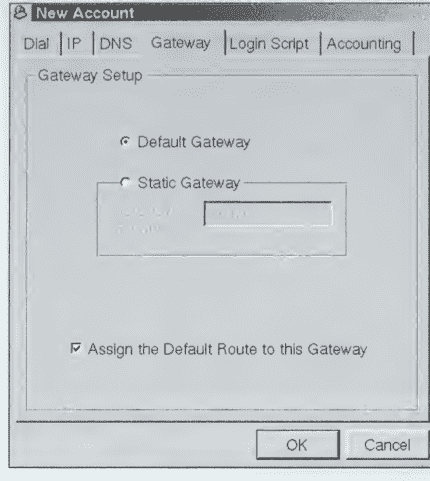 New Account
Dial IP DNS Gateway Login Script Accounting
Gateway Setup
Default Gateway
Static Gateway
Assign the Default Route to this Gateway
OK Cancel